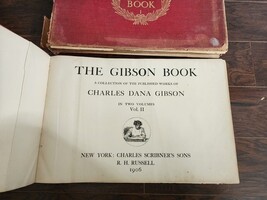 BOOK
THE GIBSON BOOK
A COLLECTION OF THE PUBLISHED WORKS OF
CHARLES DANA GIBSON
IN TWO VOLUMES
Vol. II
NEW YORK: CHARLES SCRIBNER'S SONS
R. H. RUSSELL
1906